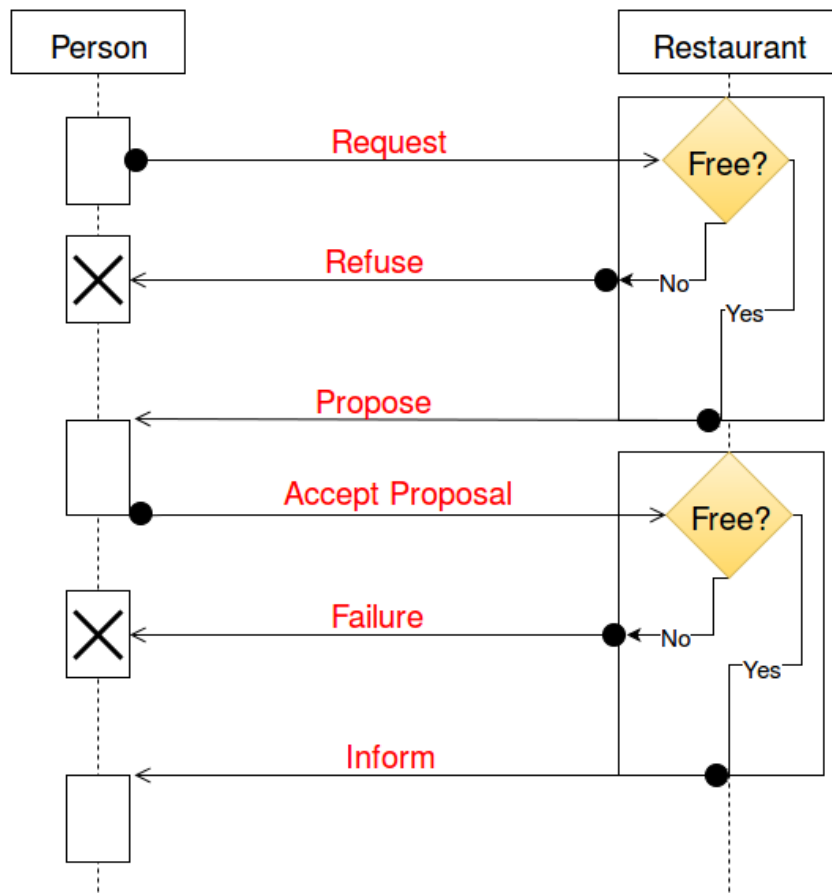 Person
Restaurant
Request
Free?
Refuse
No
Yes
Propose
Accept Proposal
Free?
Failure
No
Yes
Inform